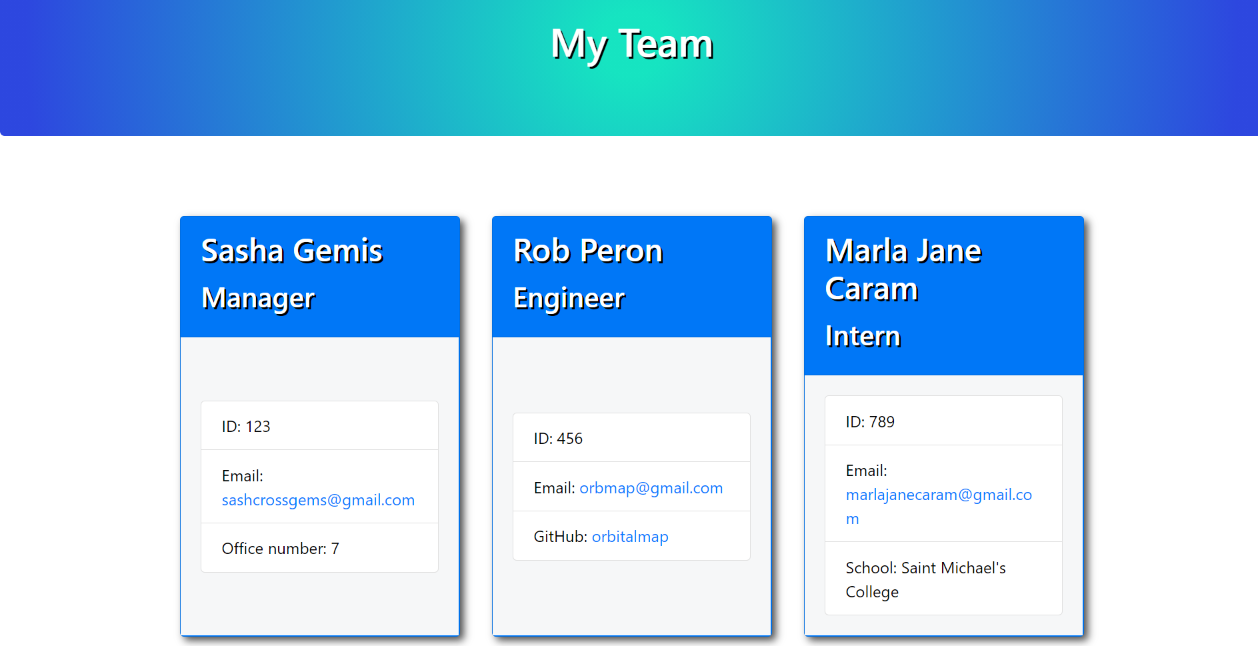 My Team
Sasha Gemis
Manager
ID: 123
Email:
sashcrossgems@gmail.com
Office number: 7
Rob Peron
Engineer
ID: 456
Email: orbmap@gmail.com
GitHub: orbitalmap
Marla Jane
Caram
Intern
ID: 789
Email:
marlajanecaram@gmail.co
m
School: Saint Michael's
College